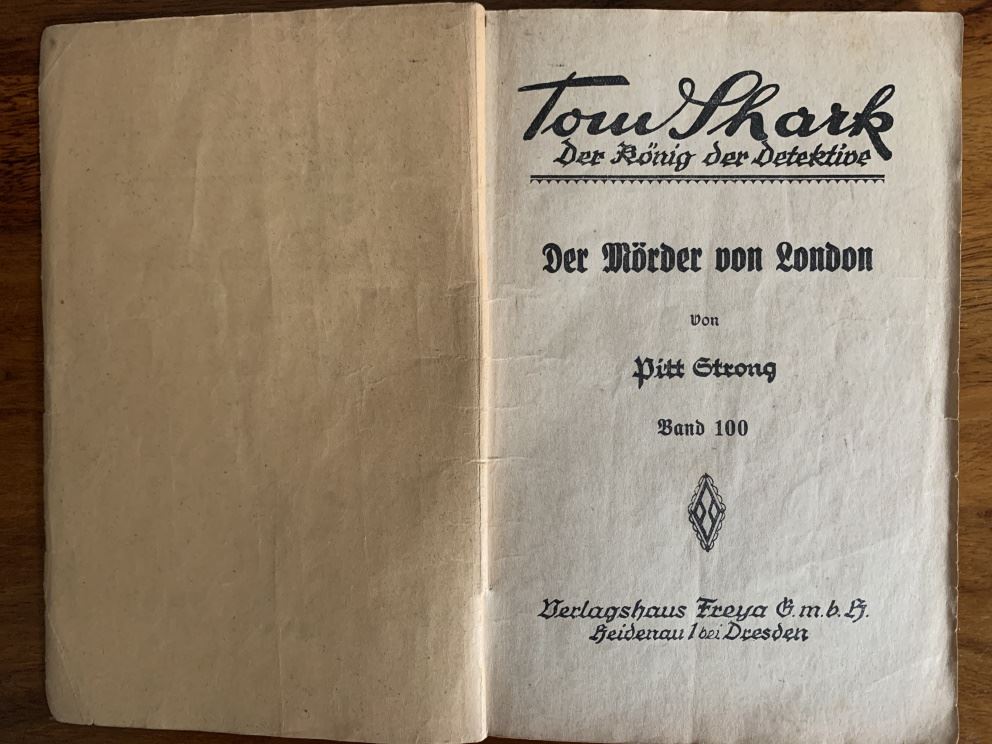 Tom Shark
Der König der Detektive
Der Mörder von London
von
Pitt Strong
Band 100
Verlagshaus Freya G.m.b.H.
Heidenau 1 bei Dresden